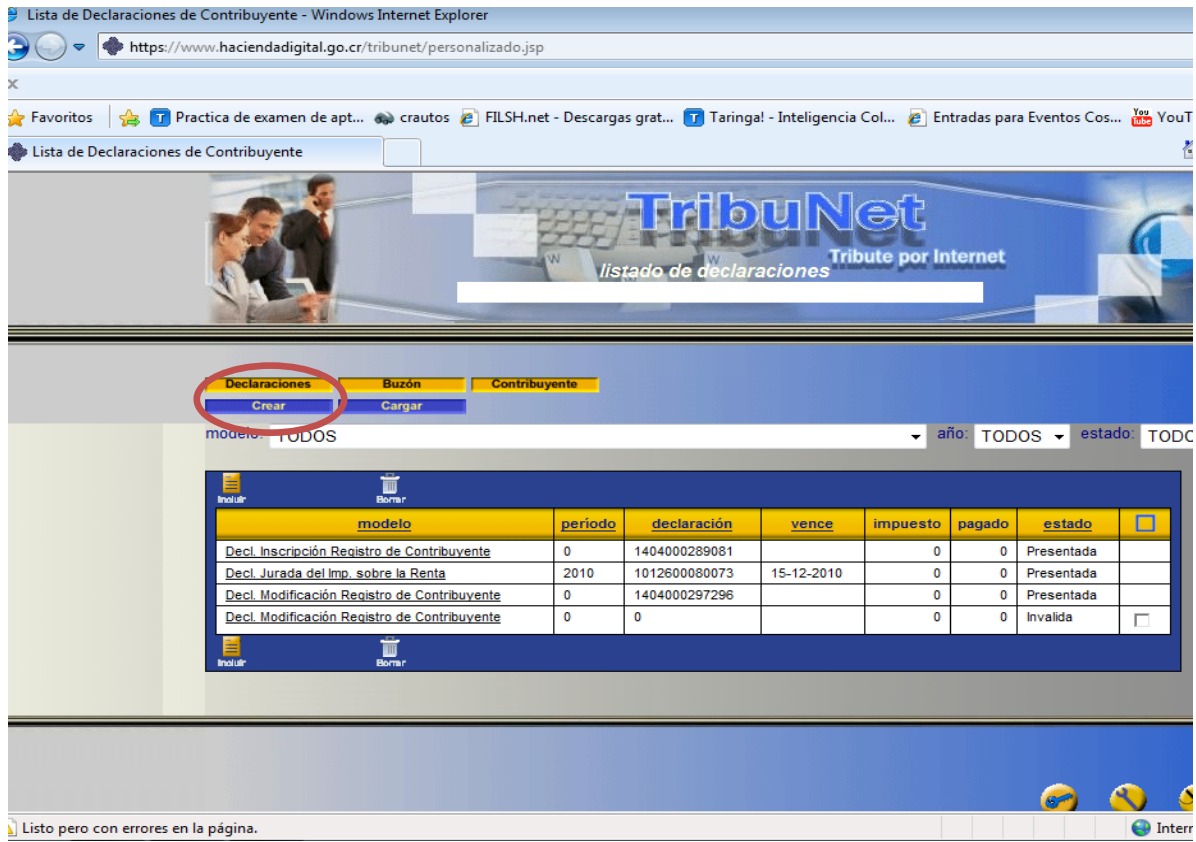 Lista de Declaraciones de Contribuyente - Windows Internet Explorer
https://www.haciendadigital.go.cr/tribunet/personalizado.jsp
x
Favoritos Practica de examen de apt... crautos FILSH.net - Descargas grat... Taringa! - Inteligencia Col... Entradas para Eventos Cos... You Tube YouT
Lista de Declaraciones de Contribuyente
TribuNet
Tribute por Internet
listado de declaraciones
Declaraciones Buzón Contribuyente
Crear Cargar
modelo: TODOS año: TODOS estado: TODO
Incluir Borrar
modelo período declaración vence impuesto pagado estado
Decl. Inscripción Registro de Contribuyente 0 1404000289081 0 0 Presentada
Decl. Jurada del Imp. sobre la Renta 2010 1012600080073 15-12-2010 0 0 Presentada
Decl. Modificación Registro de Contribuyente 0 1404000297296 0 0 Presentada
Decl. Modificación Registro de Contribuyente 0 0 0 0 Invalida
Incluir Borrar
Listo pero con errores en la página. Intern